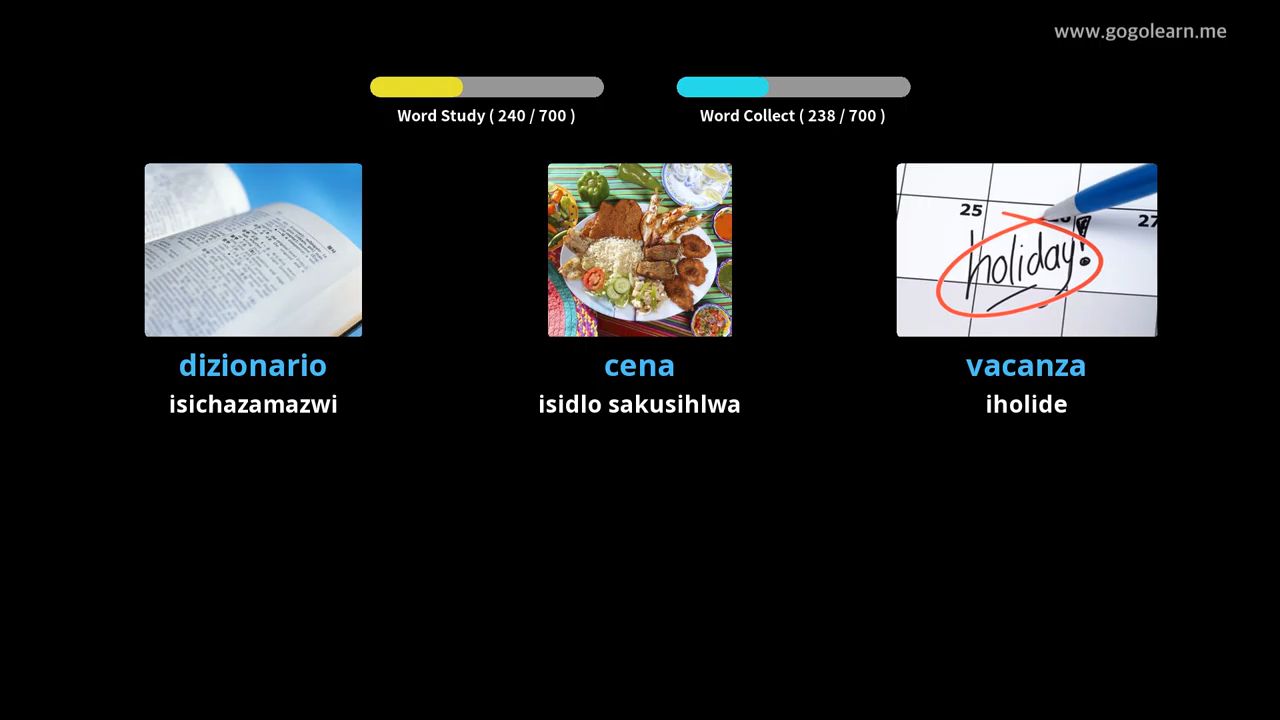 www.gogolearn.me
Word Study ( 240 / 700 )
Word Collect ( 238 / 700 )
25
27
holiday!
dizionario
cena
vacanza
isichazamazwi
isidlo sakusihlwa
iholide